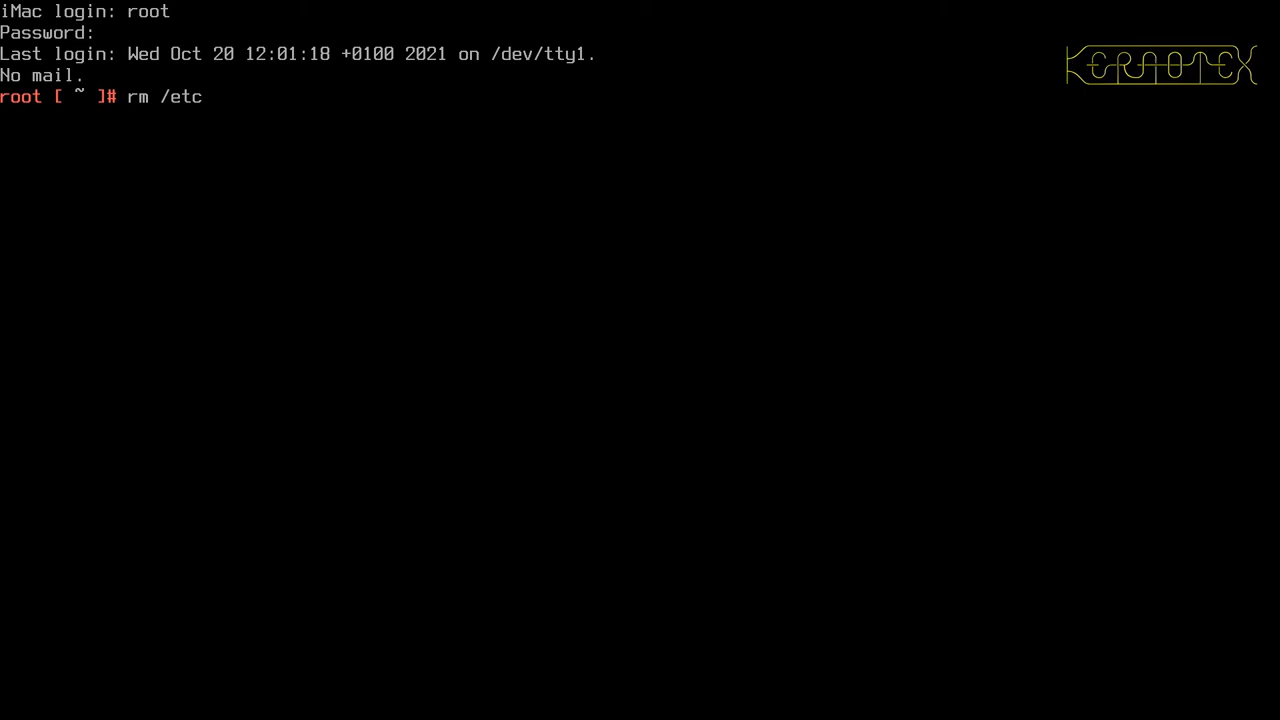 iMac login: root
Password:
Last login: Wed Oct 20 12:01:18 +0100 2021 on /dev/tty1.
No mail.
root [ ~ ]# rm /etc
KERNOTEX